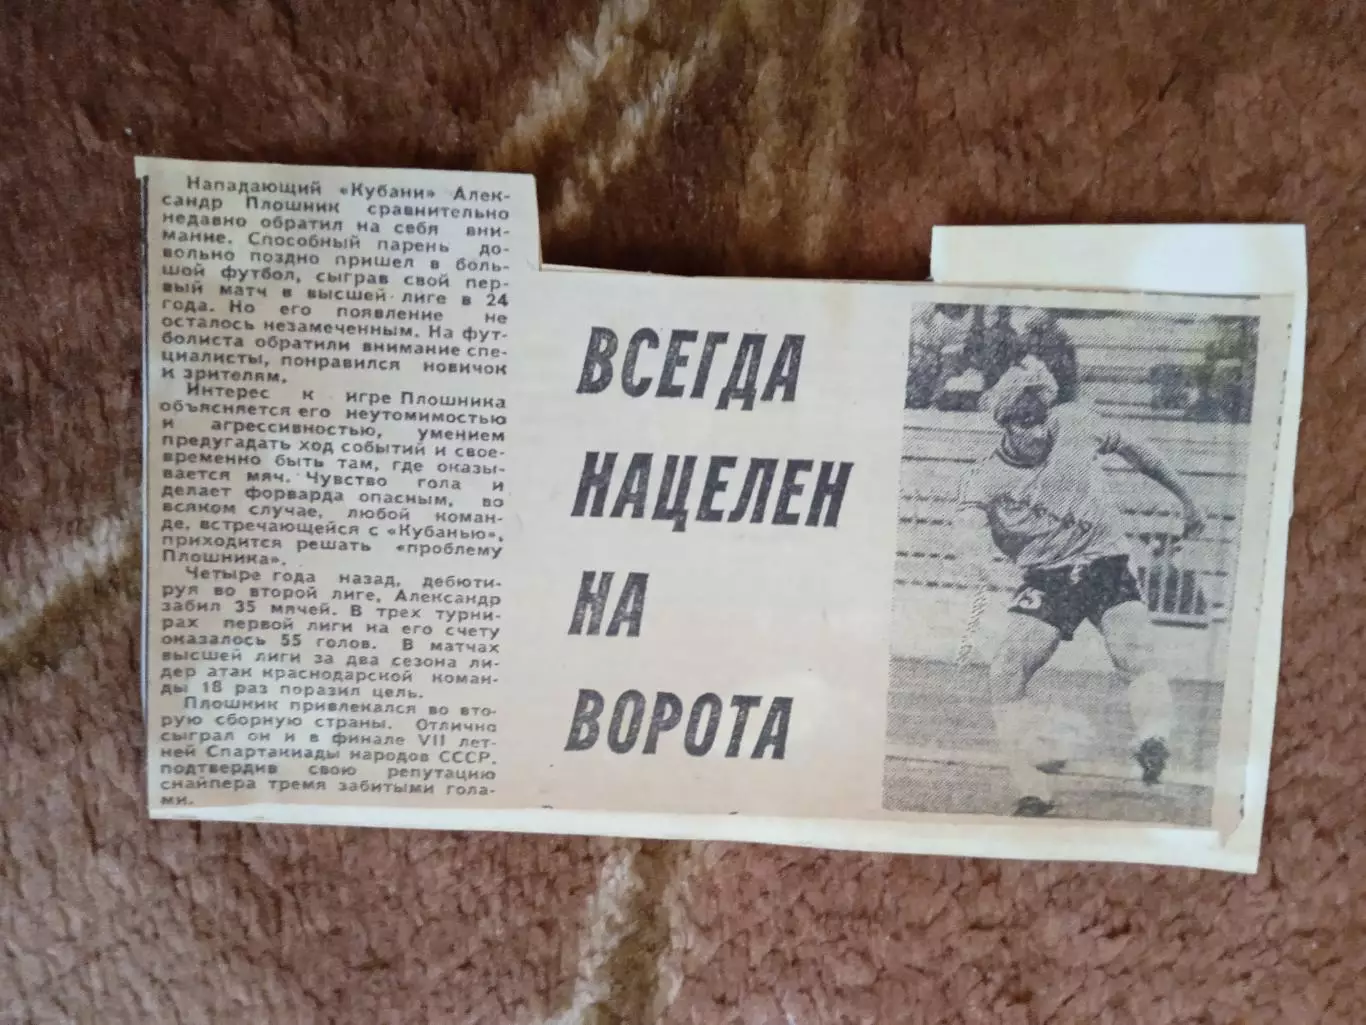 Нападающий «Кубани» Алек-
сандр Плошник сравнительно
недавно обратил на себя вни-
мание. Способный парень до-
вольно поздно пришел в боль-
шой футбол, сыграв свой пер-
вый матч в высшей лиге в 24
года. Но его появление не
осталось незамеченным. На фут-
болиста обратили внимание спе-
циалисты, понравился новичок
и зрителям.
Интерес к игре Плошника
объясняется его неутомимостью
и агрессивностью, умением
предугадать ход событий и свое-
временно быть там, где оказы-
вается мяч. Чувство гола и
делает форварда опасным, во
всяком случае, любой коман-
де, встречающейся с «Кубанью»,
приходится решать «проблему
Плошника».
Четыре года назад, дебюти-
руя во второй лиге, Александр
забил 35 мячей. В трех турни-
рах первой лиги на его счету
оказалось 55 голов. В матчах
высшей лиги за два сезона ли-
дер атак краснодарской коман-
ды 18 раз поразил цель.
Плошник привлекался во вто-
рую сборную страны. Отлично
сыграл он и в финале VII лет-
ней Спартакиады народов СССР,
подтвердив свою репутацию
снайпера тремя забитыми гола-
ми.
ВСЕГДА
НАЦЕЛЕН
НА
ВОРОТА